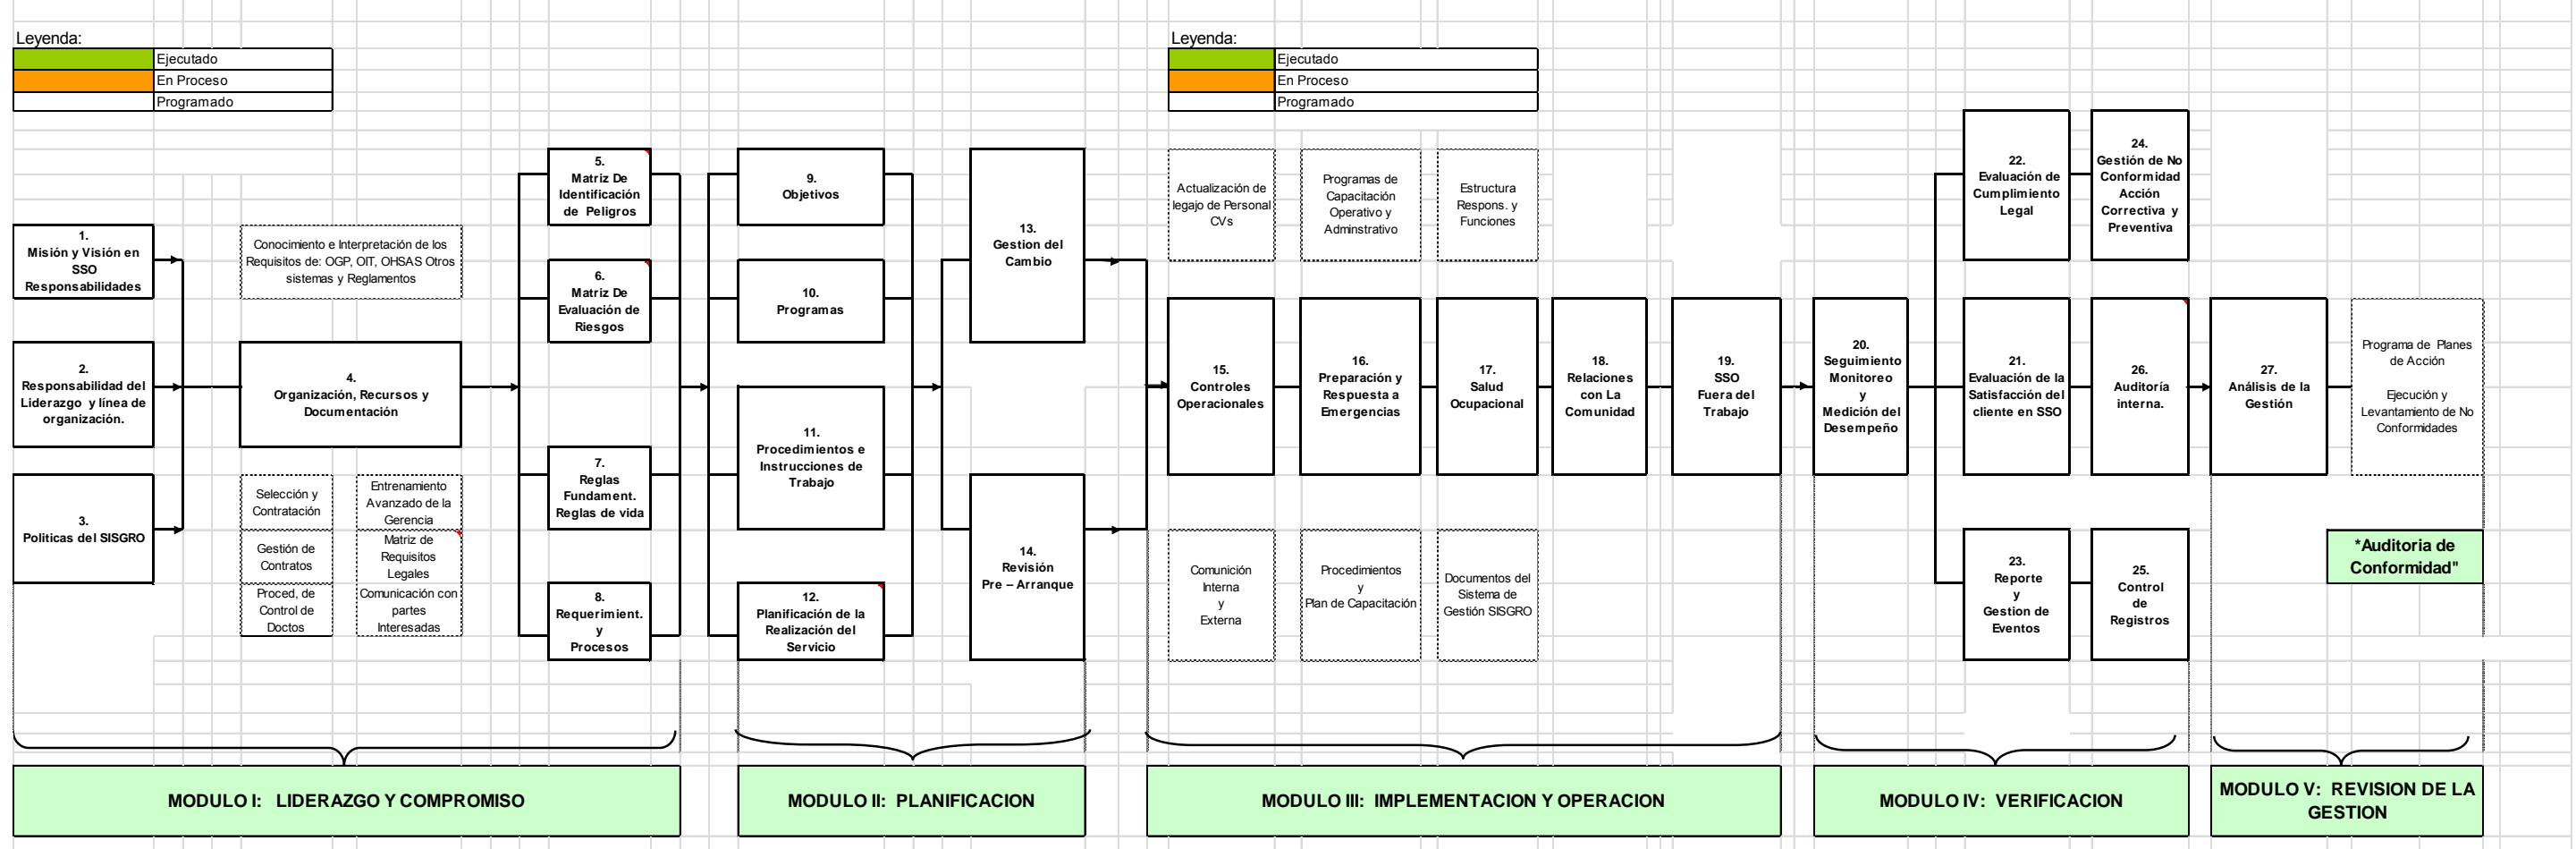 Leyenda:
Ejecutado
En Proceso
Programado
Leyenda:
Ejecutado
En Proceso
Programado
1.
Misión y Visión en
SSO
Responsabilidades
2.
Responsabilidad del
Liderazgo y línea de
organización.
3.
Politicas del SISGRO
Conocimiento e Interpretación de los
Requisitos de: OGP, OIT, OHSAS Otros
sistemas y Reglamentos
4.
Organización, Recursos y
Documentación
Selección y
Contratación
Gestión de
Contratos
Proced, de
Control de
Doctos
Entrenamiento
Avanzado de la
Gerencia
Matriz de
Requisitos
Legales
Comunicación con
partes
Interesadas
5.
Matriz De
Identificación
de Peligros
6.
Matriz De
Evaluación de
Riesgos
7.
Reglas
Fundament.
Reglas de vida
8.
Requerimient.
y
Procesos
9.
Objetivos
10.
Programas
11.
Procedimientos e
Instrucciones de
Trabajo
12.
Planificación de la
Realización del
Servicio
13.
Gestion del
Cambio
14.
Revisión
Pre – Arranque
Actualización de
legajo de Personal
CVs
Programas de
Capacitación
Operativo y
Adminstrativo
Estructura
Respons. y
Funciones
15.
Controles
Operacionales
16.
Preparación y
Respuesta a
Emergencias
17.
Salud
Ocupacional
18.
Relaciones
con La
Comunidad
19.
SSO
Fuera del
Trabajo
Comunición
Interna
y
Externa
Procedimientos
y
Plan de Capacitación
Documentos del
Sistema de
Gestión SISGRO
20.
Seguimiento
Monitoreo
y
Medición del
Desempeño
22.
Evaluación de
Cumplimiento
Legal
24.
Gestión de No
Conformidad
Acción
Correctiva y
Preventiva
21.
Evaluación de la
Satisfacción del
cliente en SSO
26.
Auditoría
interna.
23.
Reporte
y
Gestion de
Eventos
25.
Control
de
Registros
27.
Análisis de la
Gestión
Programa de Planes
de Acción
Ejecución y
Levantamiento de No
Conformidades
*Auditoria de
Conformidad"
MODULO I: LIDERAZGO Y COMPROMISO
MODULO II: PLANIFICACION
MODULO III: IMPLEMENTACION Y OPERACION
MODULO IV: VERIFICACION
MODULO V: REVISION DE LA
GESTION